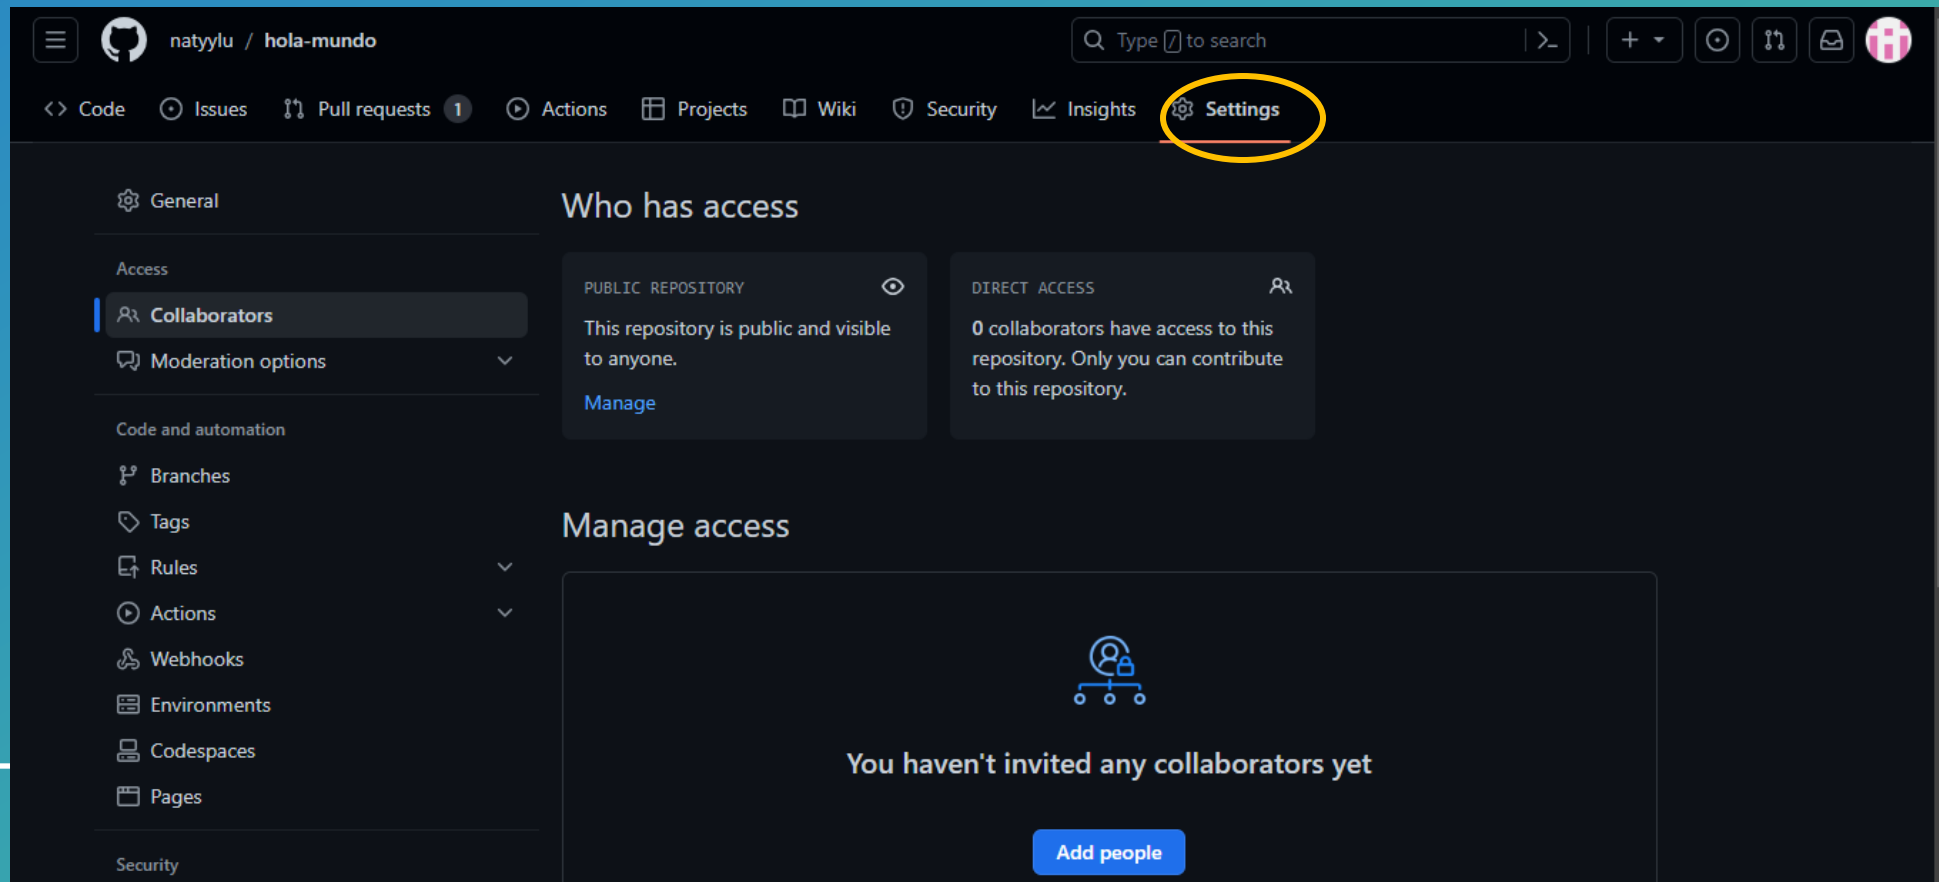 natyylu / hola-mundo
Type / to search
Code Issues Pull requests 1 Actions Projects Wiki Security Insights Settings
General
Access
Collaborators
Moderation options
Code and automation
Branches
Tags
Rules
Actions
Webhooks
Environments
Codespaces
Pages
Security
Who has access
PUBLIC REPOSITORY
This repository is public and visible
to anyone.
Manage
DIRECT ACCESS
0 collaborators have access to this
repository. Only you can contribute
to this repository.
Manage access
You haven't invited any collaborators yet
Add people